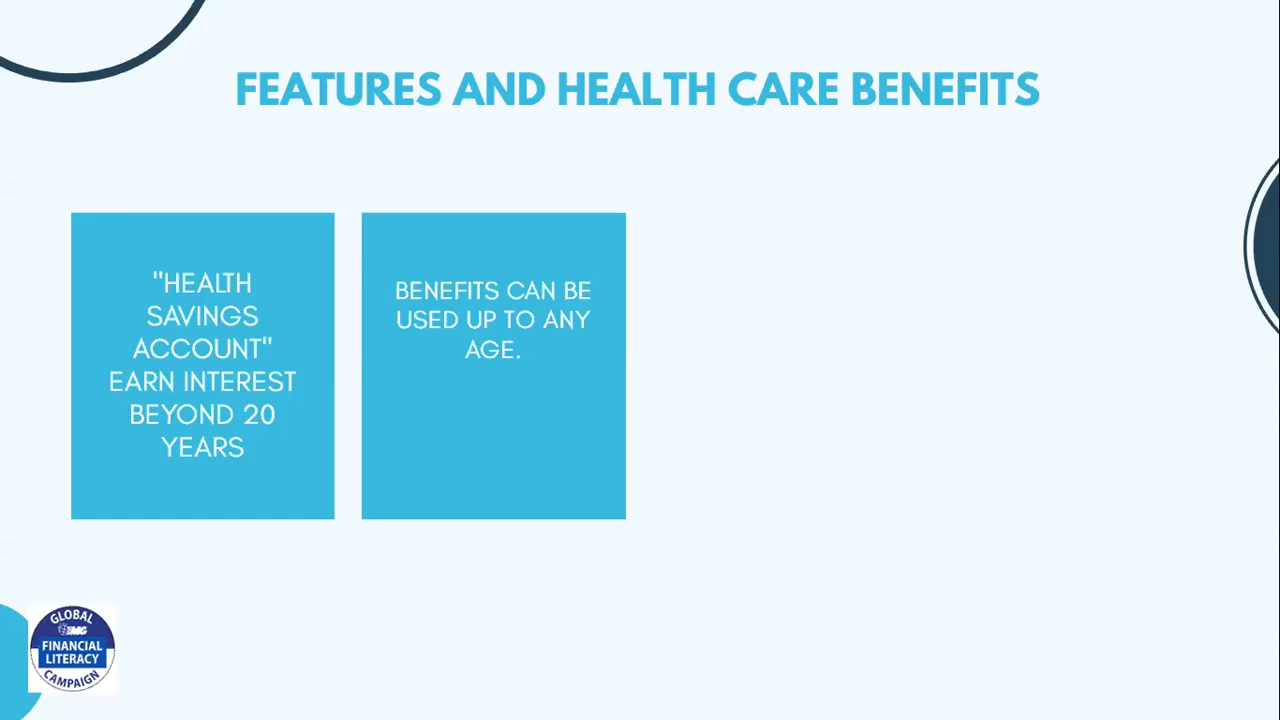 FEATURES AND HEALTH CARE BENEFITS
"HEALTH
SAVINGS
ACCOUNT"
EARN INTEREST
BEYOND 20
YEARS
BENEFITS CAN BE
USED UP TO ANY
AGE.
GLOBAL
IMG
FINANCIAL
LITERACY
CAMPAIGN